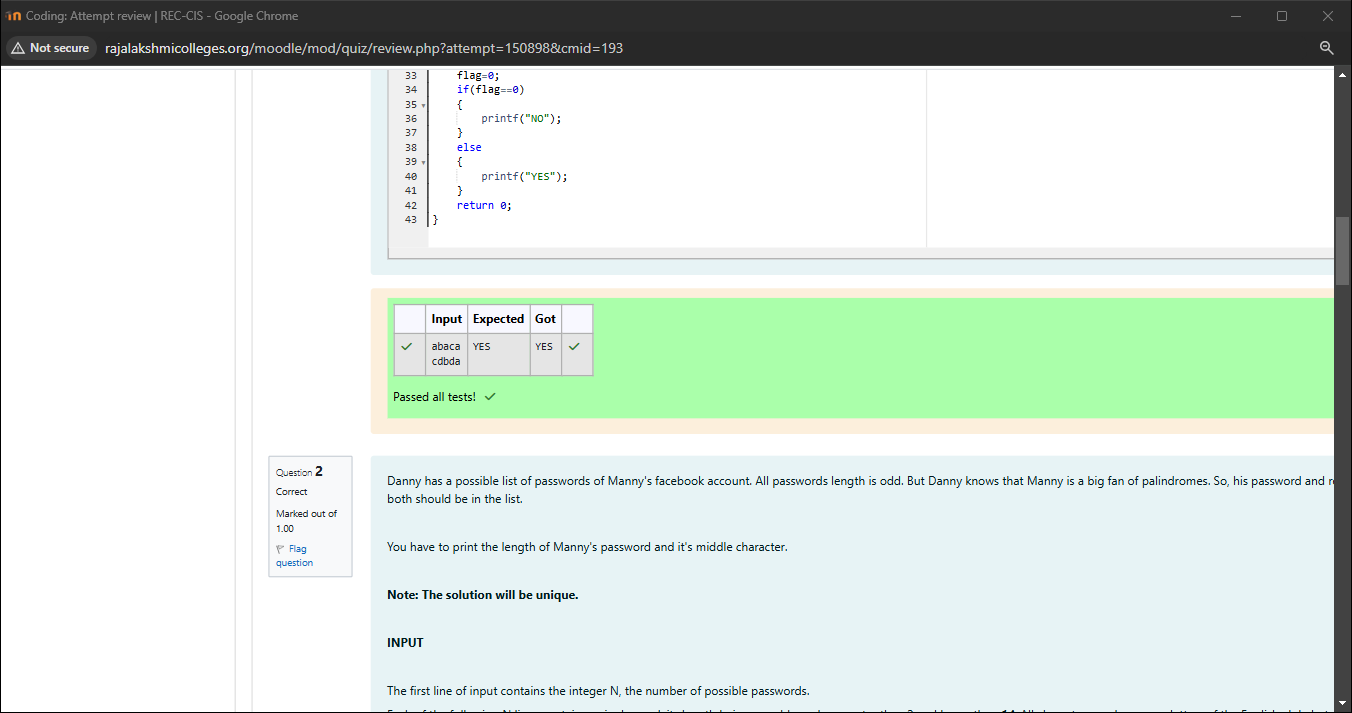 Coding: Attempt review | REC-CIS - Google Chrome
Not secure rajalakshmicolleges.org/moodle/mod/quiz/review.php?attempt=150898&cmid=193
33 flag=0;
34 if(flag==0)
35 {
36 printf("NO");
37 }
38 else
39 {
40 printf("YES");
41 }
42 return 0;
43 }
Input Expected Got
abaca YES YES
cdbda
Passed all tests!
Question 2
Correct
Marked out of
1.00
Flag
question
Danny has a possible list of passwords of Manny's facebook account. All passwords length is odd. But Danny knows that Manny is a big fan of palindromes. So, his password and
both should be in the list.
You have to print the length of Manny's password and it's middle character.
Note: The solution will be unique.
INPUT
The first line of input contains the integer N, the number of possible passwords.